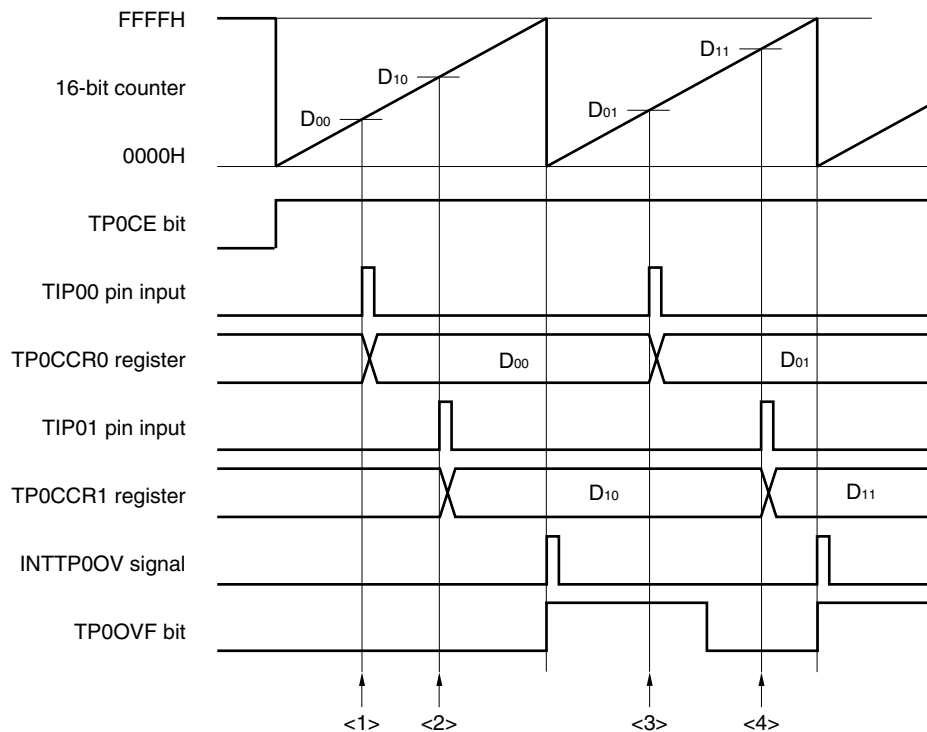 FFFFH
D11
D10
16-bit counter
D01
D00
0000H
TP0CE bit
TIP00 pin input
TP0CCR0 register
D00
D01
TIP01 pin input
TP0CCR1 register
D10
D11
INTTP0OV signal
TP0OVF bit
<1> <2> <3> <4>